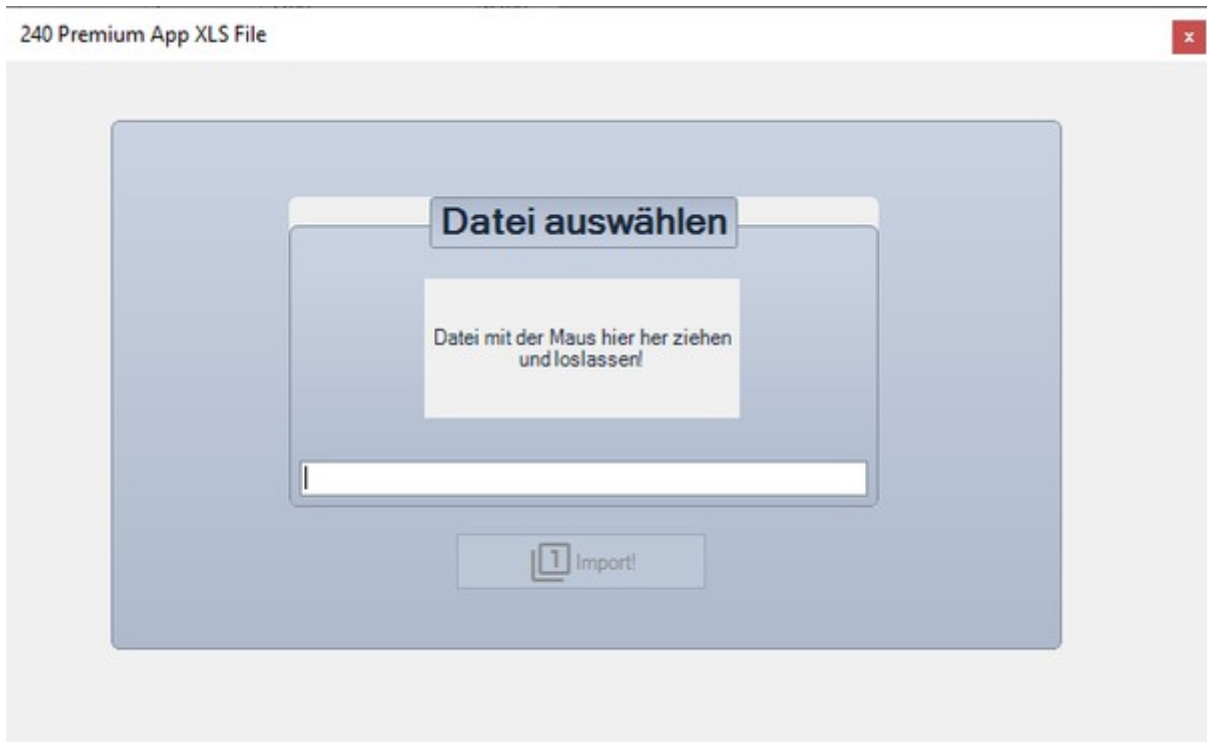 240 Premium App XLS File
x
Datei auswählen
Datei mit der Maus hier her ziehen
und loslassen!
1 Import!